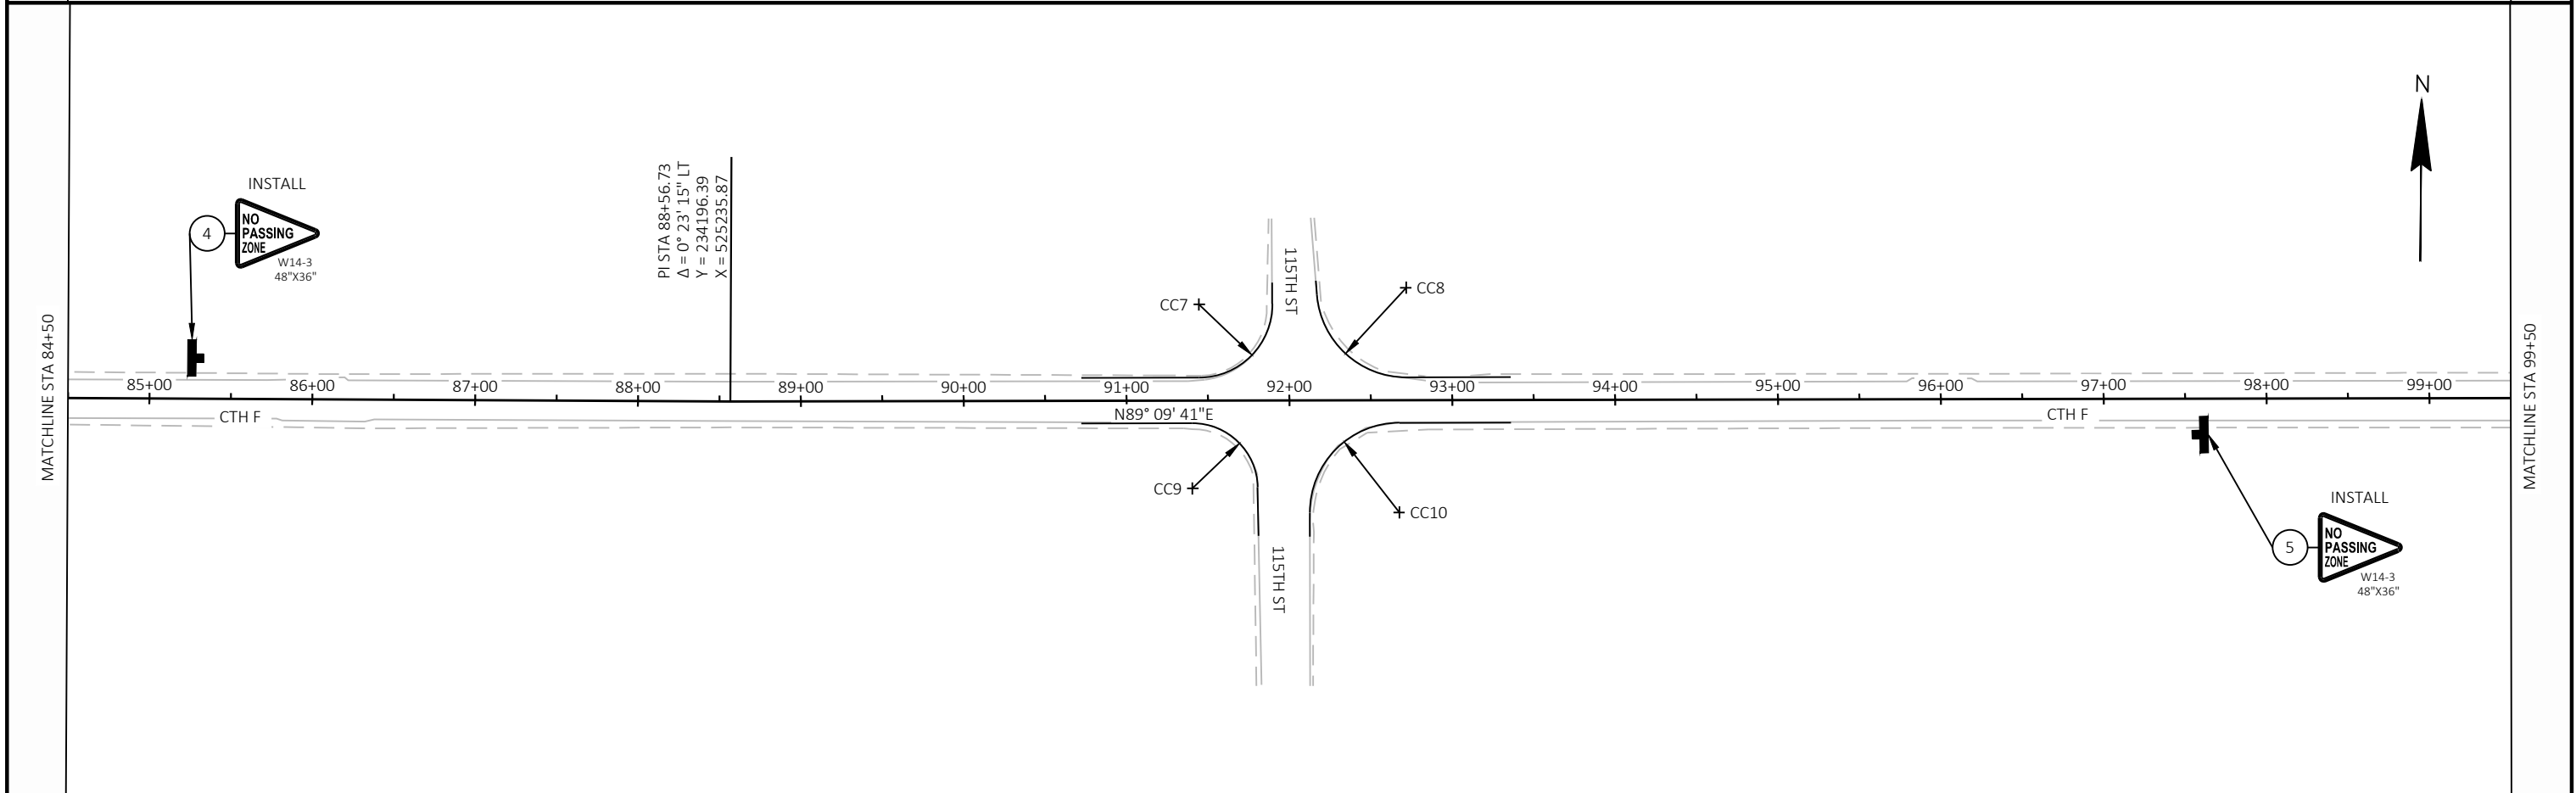 N
INSTALL
4
NO
PASSING
ZONE
W14-3
48"X36"
PI STA 88+56.73
Δ = 0° 23' 15" LT
Y = 234196.39
X = 525235.87
115TH ST
CC7
CC8
MATCHLINE STA 84+50
MATCHLINE STA 99+50
85+00 86+00 87+00 88+00 89+00 90+00 91+00 92+00 93+00 94+00 95+00 96+00 97+00 98+00 99+00
CTH F
N89° 09' 41"E
CTH F
CC9
CC10
115TH ST
INSTALL
5
NO
PASSING
ZONE
W14-3
48"X36"